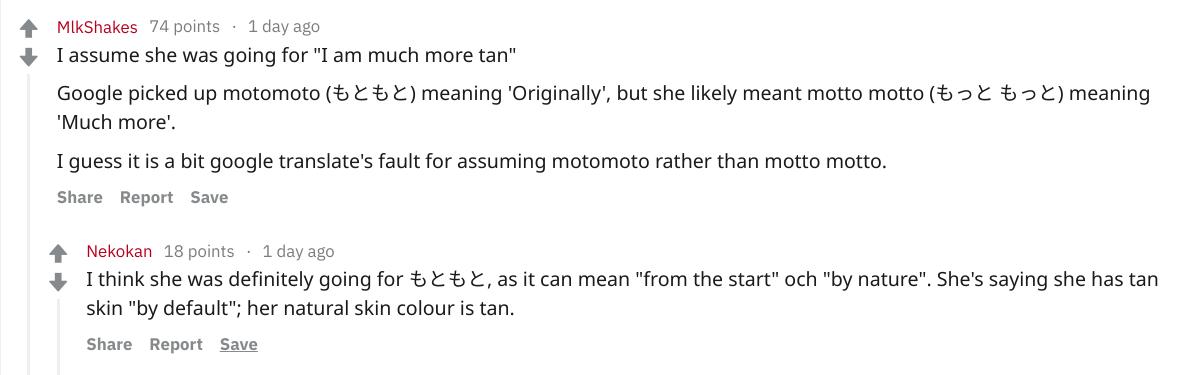 MlkShakes 74 points · 1 day ago
I assume she was going for "I am much more tan"
Google picked up motomoto (もともと) meaning 'Originally', but she likely meant motto motto (もっと もっと) meaning
'Much more'.
I guess it is a bit google translate's fault for assuming motomoto rather than motto motto.
Share Report Save
Nekokan 18 points · 1 day ago
I think she was definitely going for もともと, as it can mean "from the start" och "by nature". She's saying she has tan
skin "by default"; her natural skin colour is tan.
Share Report Save